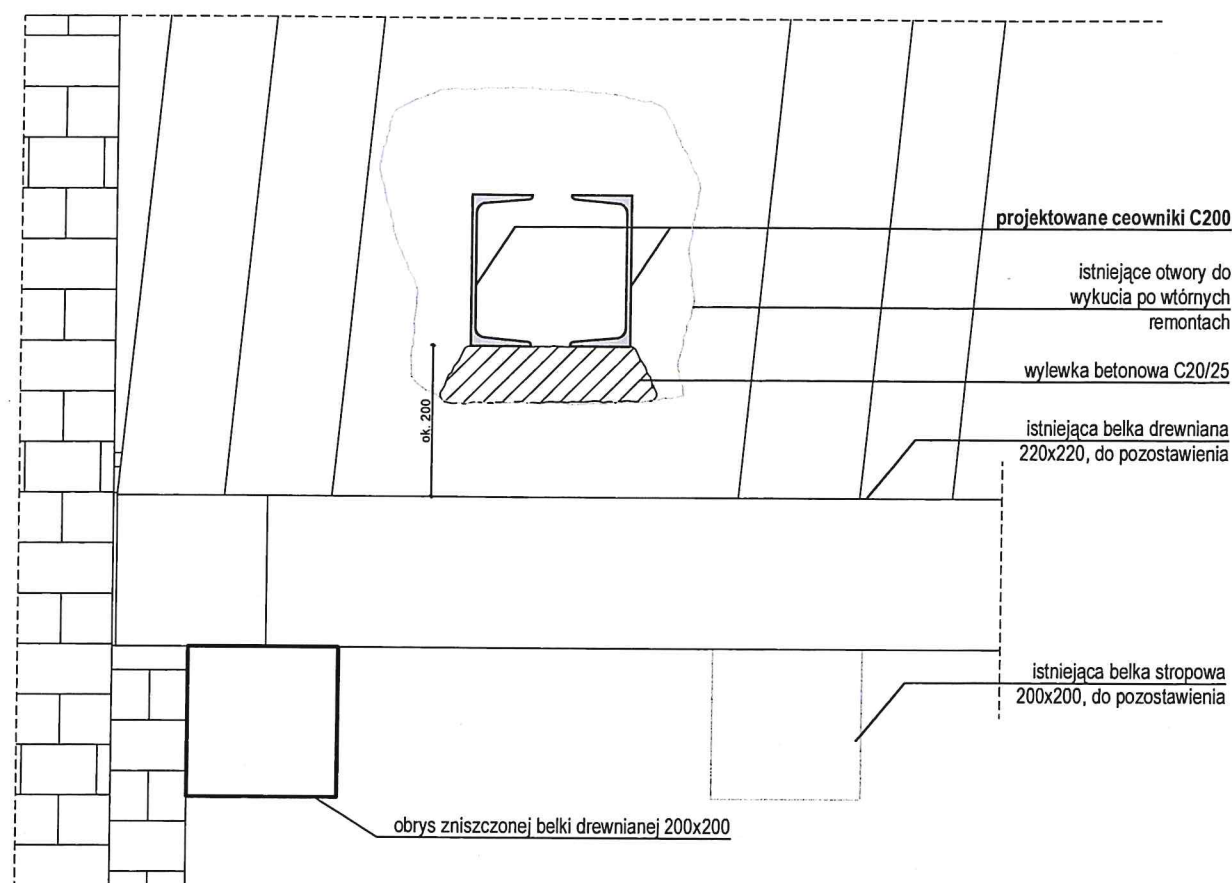 projektowane ceowniki C200
istniejące otwory do
wykucia po wtórnych
remontach
wylewka betonowa C20/25
ok. 200
istniejąca belka drewniana
220x220, do pozostawienia
istniejąca belka stropowa
200x200, do pozostawienia
obrys zniszczonej belki drewnianej 200x200